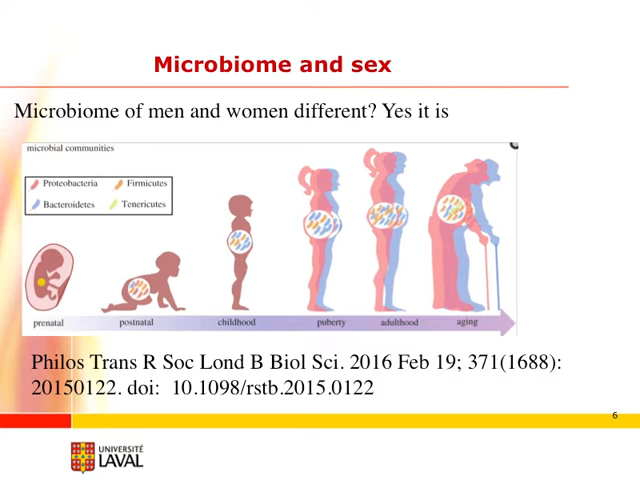 Microbiome and sex
Microbiome of men and women different? Yes it is
microbial communities
Proteobacteria Firmicutes
Bacteroidetes Tenericutes
prenatal postnatal childhood puberty adulthood aging
Philos Trans R Soc Lond B Biol Sci. 2016 Feb 19; 371(1688):
20150122. doi: 10.1098/rstb.2015.0122
6
UNIVERSITÉ
LAVAL